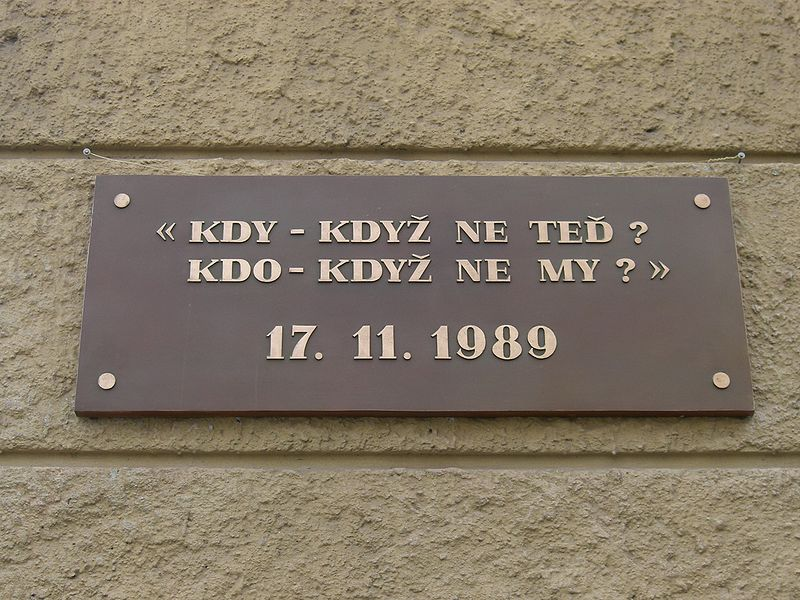 « KDY - KDYŽ NE TEĎ ?
KDO - KDYŽ NE MY ? »
17. 11. 1989